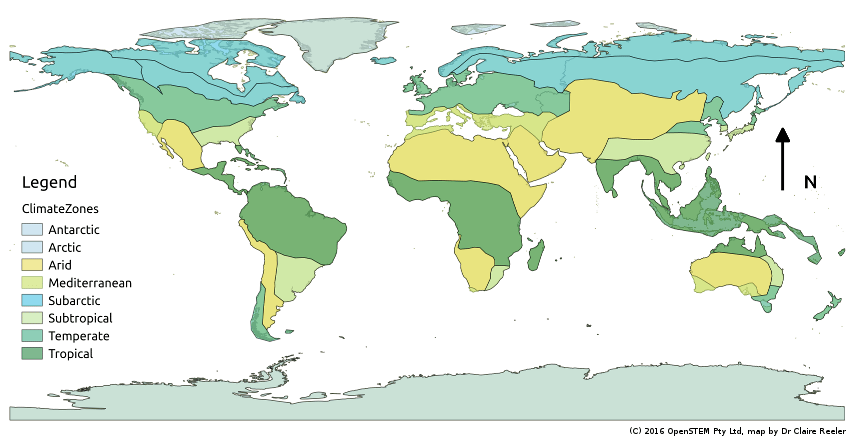 N
Legend
ClimateZones
Antarctic
Arctic
Arid
Mediterranean
Subarctic
Subtropical
Temperate
Tropical
(C) 2016 OpenSTEM Pty Ltd, map by Dr Claire Reeler